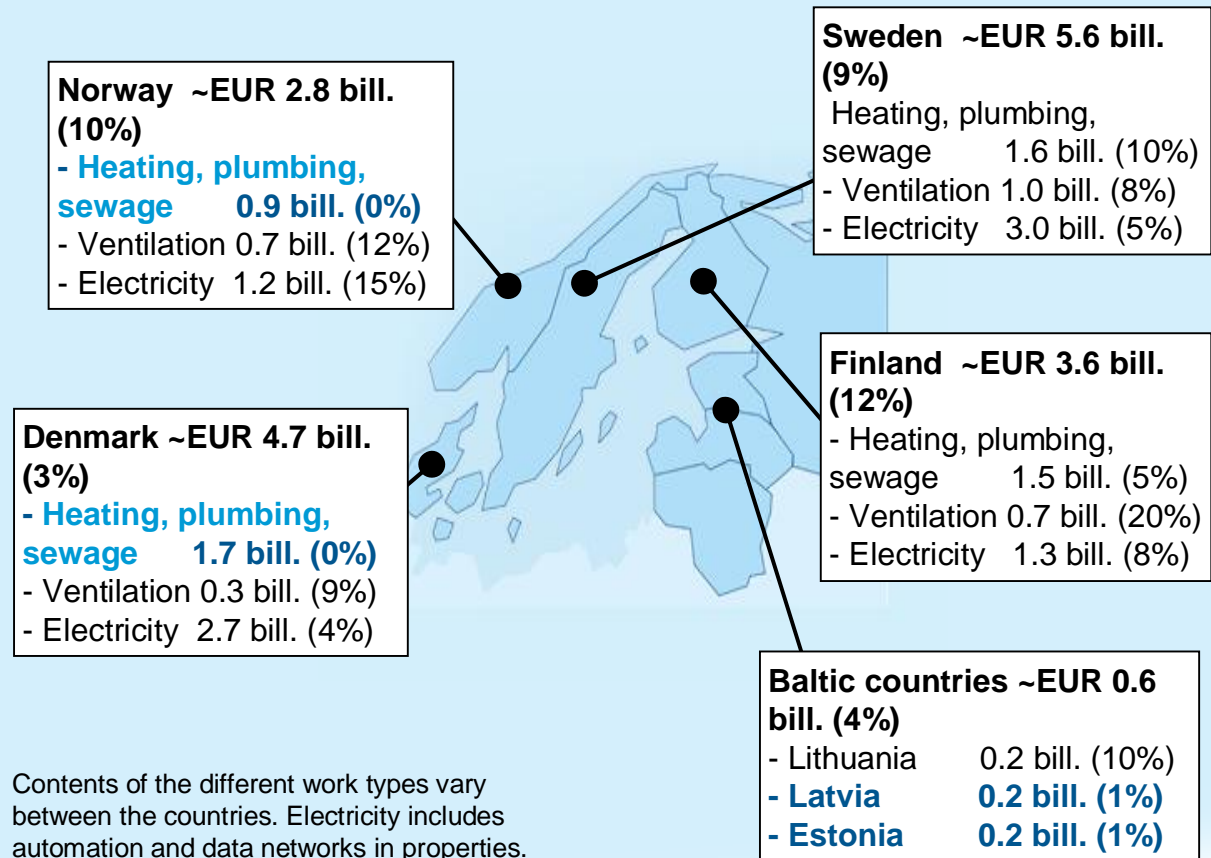 Norway ~EUR 2.8 bill.
(10%)
- Heating, plumbing,
sewage 0.9 bill. (0%)
- Ventilation 0.7 bill. (12%)
- Electricity 1.2 bill. (15%)
Sweden ~EUR 5.6 bill.
(9%)
Heating, plumbing,
sewage 1.6 bill. (10%)
- Ventilation 1.0 bill. (8%)
- Electricity 3.0 bill. (5%)
Denmark ~EUR 4.7 bill.
(3%)
- Heating, plumbing,
sewage 1.7 bill. (0%)
- Ventilation 0.3 bill. (9%)
- Electricity 2.7 bill. (4%)
Finland ~EUR 3.6 bill.
(12%)
- Heating, plumbing,
sewage 1.5 bill. (5%)
- Ventilation 0.7 bill. (20%)
- Electricity 1.3 bill. (8%)
Baltic countries ~EUR 0.6
bill. (4%)
- Lithuania 0.2 bill. (10%)
- Latvia 0.2 bill. (1%)
- Estonia 0.2 bill. (1%)
Contents of the different work types vary
between the countries. Electricity includes
automation and data networks in properties.